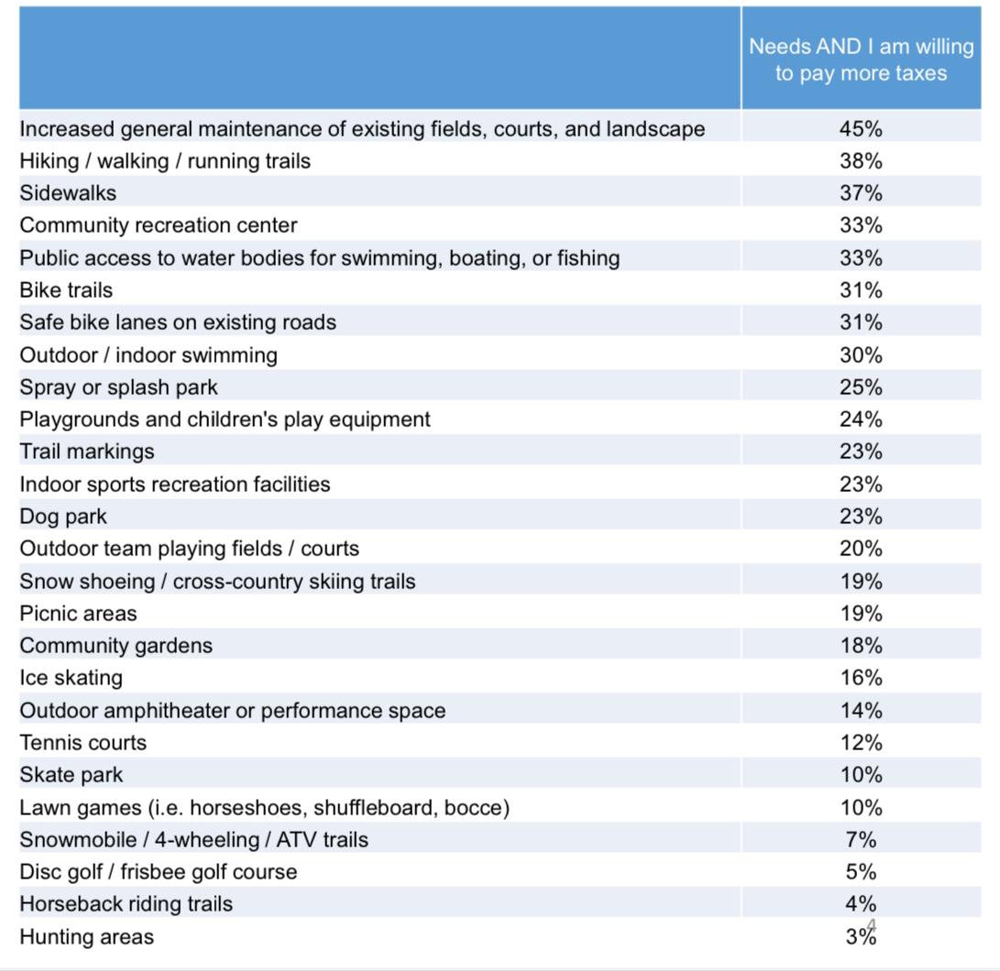 Needs AND I am willing
to pay more taxes
Increased general maintenance of existing fields, courts, and landscape 45%
Hiking / walking / running trails 38%
Sidewalks 37%
Community recreation center 33%
Public access to water bodies for swimming, boating, or fishing 33%
Bike trails 31%
Safe bike lanes on existing roads 31%
Outdoor / indoor swimming 30%
Spray or splash park 25%
Playgrounds and children's play equipment 24%
Trail markings 23%
Indoor sports recreation facilities 23%
Dog park 23%
Outdoor team playing fields / courts 20%
Snow shoeing / cross-country skiing trails 19%
Picnic areas 19%
Community gardens 18%
Ice skating 16%
Outdoor amphitheater or performance space 14%
Tennis courts 12%
Skate park 10%
Lawn games (i.e. horseshoes, shuffleboard, bocce) 10%
Snowmobile / 4-wheeling / ATV trails 7%
Disc golf / frisbee golf course 5%
Horseback riding trails 4%
4
Hunting areas 3%